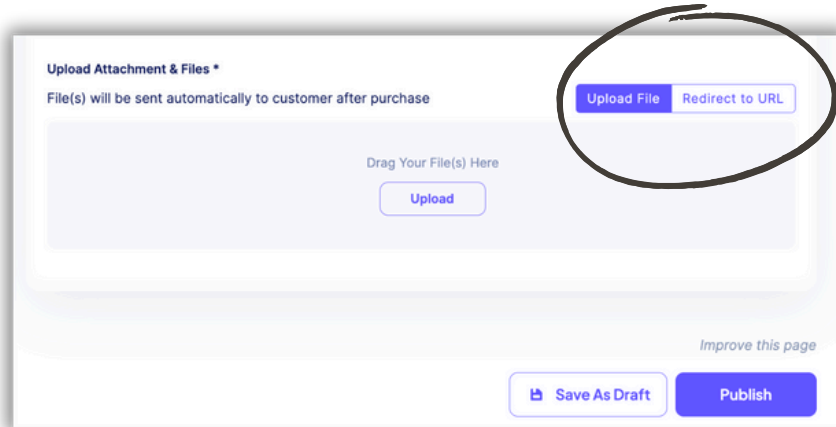 Upload Attachment & Files *
File(s) will be sent automatically to customer after purchase
Upload File Redirect to URL
Drag Your File(s) Here
Upload
Improve this page
Save As Draft Publish